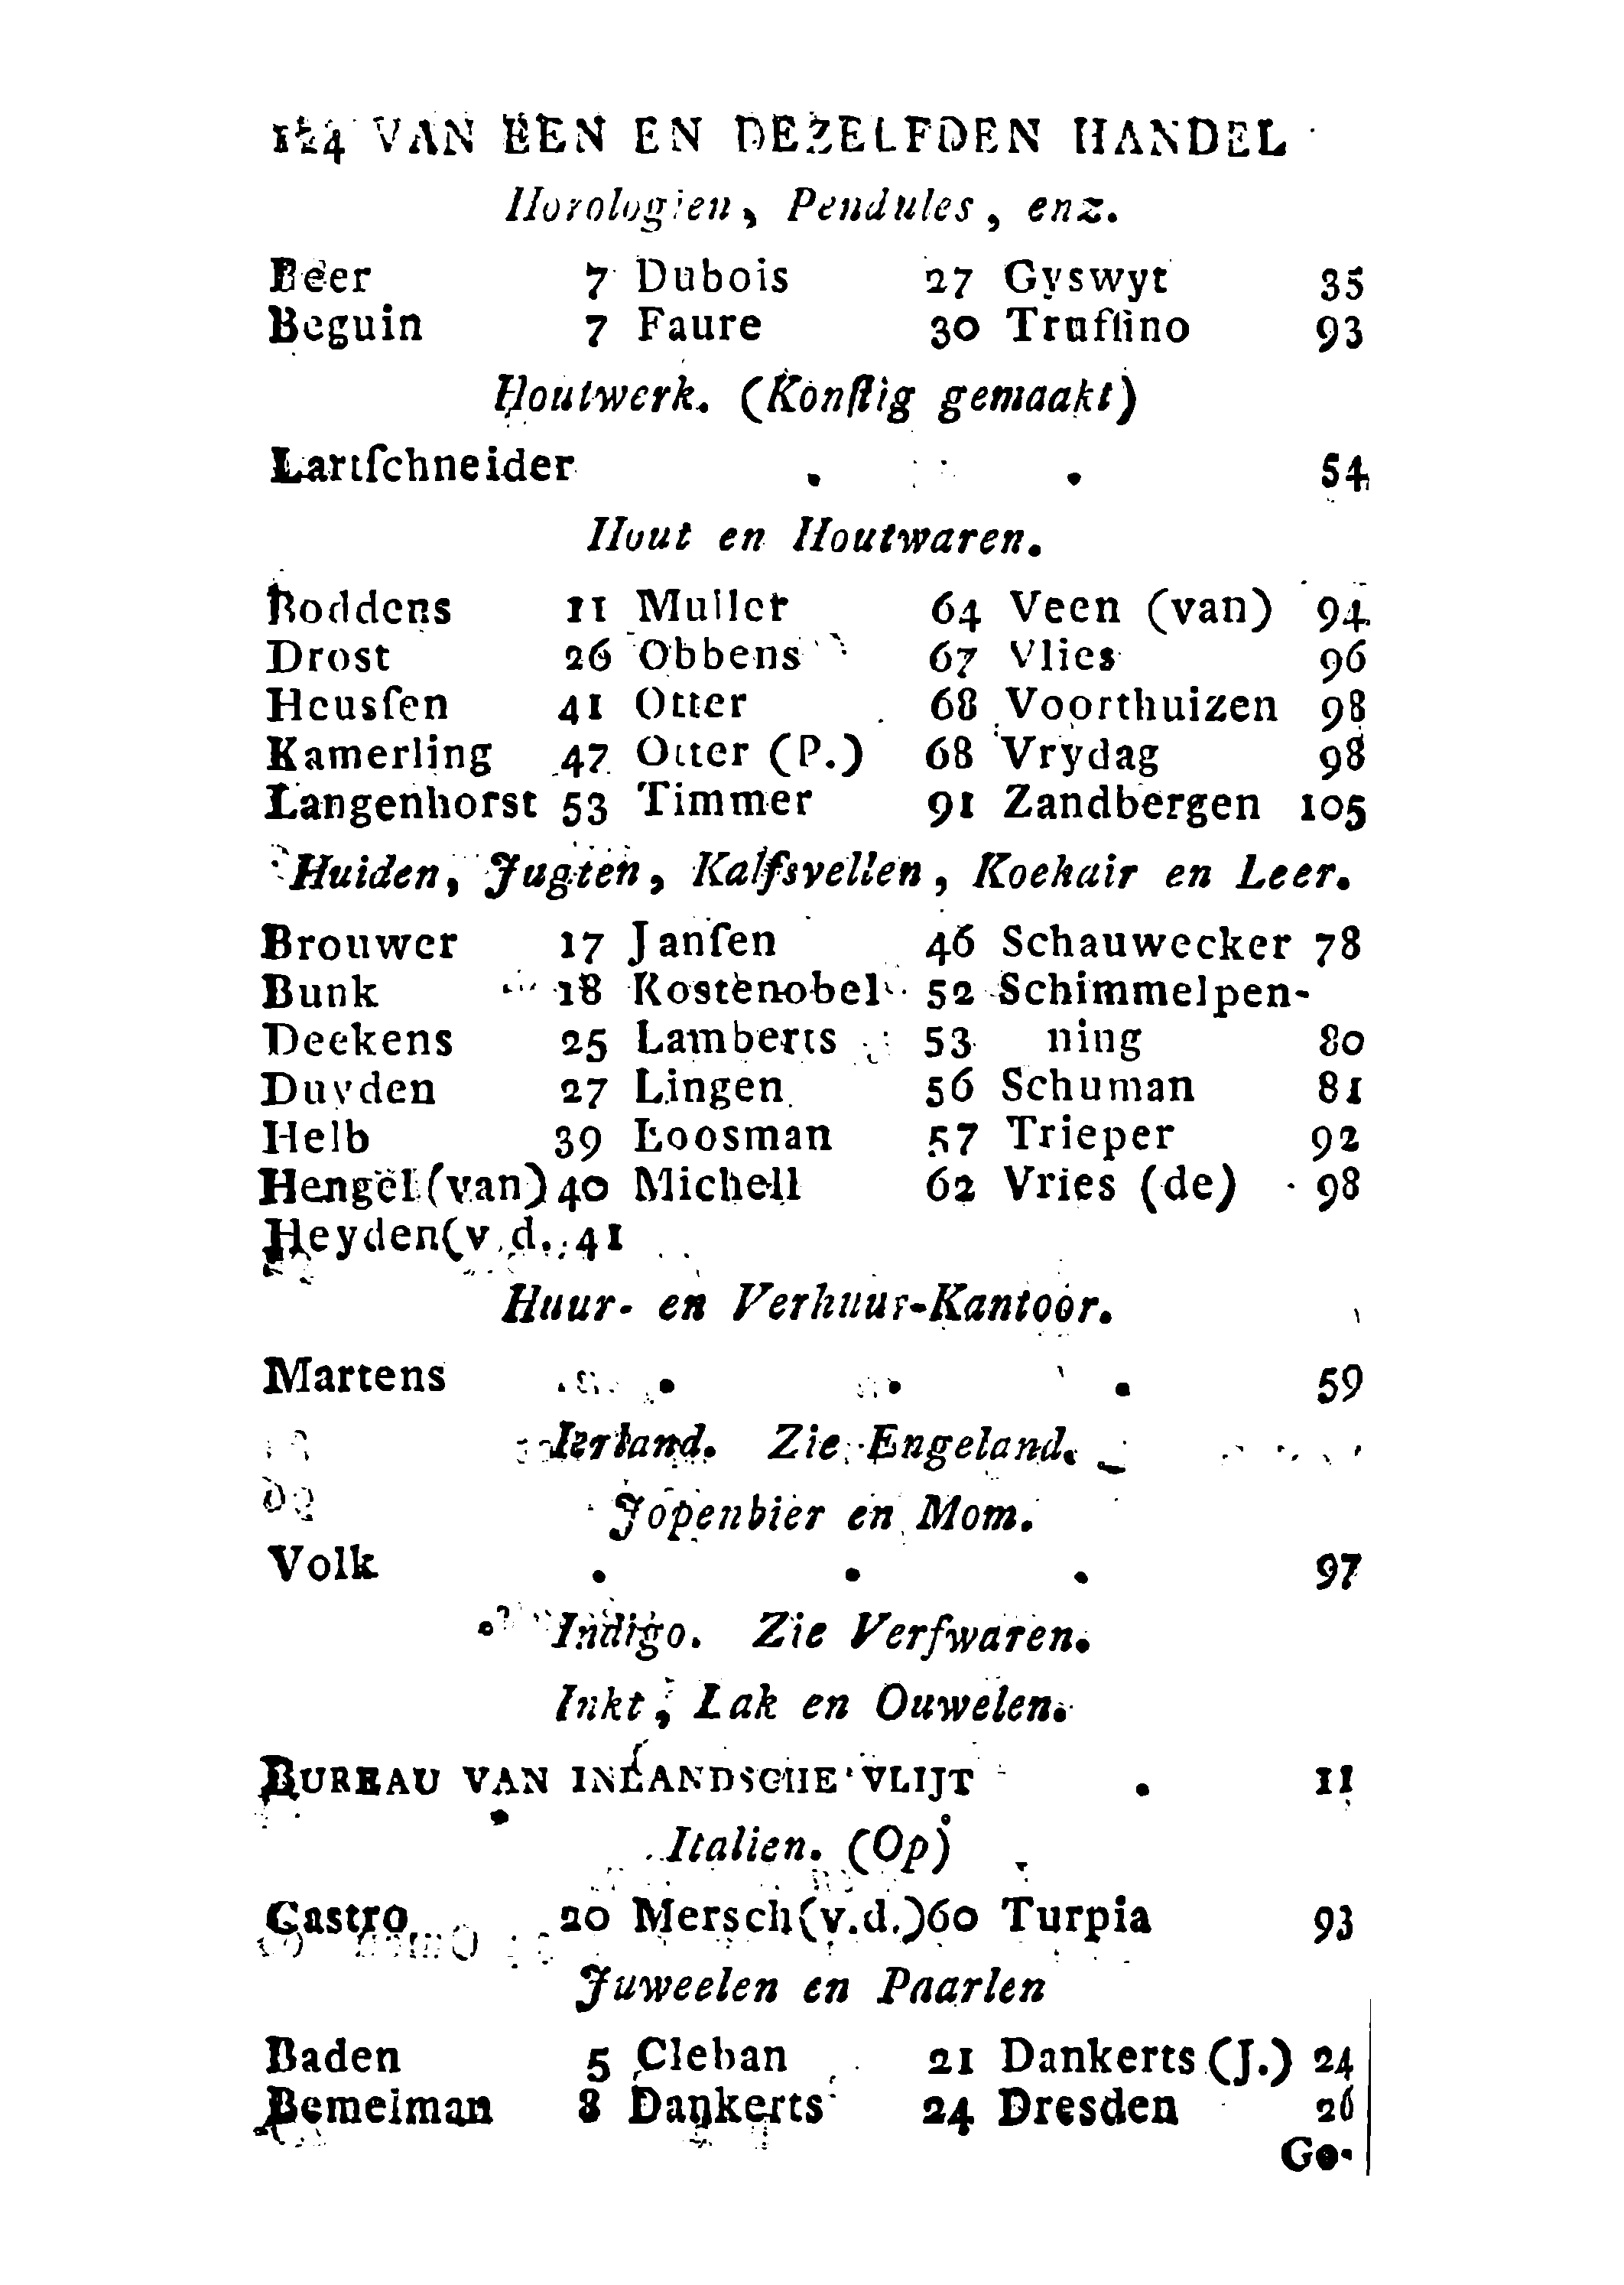 124 VAN EEN EN DEZELFDEN HANDEL
Horologien, Pendules, enz.
Beer 7 Dubois 27 Gyswyt 35
Beguin 7 Faure 30 Truffino 93
Houtwerk. (Konſtig gemaakt)
Lartſchneider . . 54
Hout en Houtwaren.
Boddens 11 Muller 64 Veen (van) 94
Drost 26 Obbens 67 Vlies 96
Heusſen 41 Otter 68 Voorthuizen 98
Kamerling 47 Otter (P.) 68 Vrydag 98
Langenhorst 53 Timmer 91 Zandbergen 105
Huiden, Jugten, Kalfsvellen, Koehair en Leer.
Brouwer 17 Janſen 46 Schauwecker 78
Bunk 18 Kostenobel 52 Schimmelpen-
Deekens 25 Lamberts 53 ning 80
Duyden 27 Lingen 56 Schuman 81
Helb 39 Loosman 57 Trieper 92
Hengel (van) 40 Michell 62 Vries (de) 98
Heyden (v. d. 41
Huur- en Verhuur-Kantoor.
Martens . . . 59
Ierland. Zie Engeland.
Jopenbier en Mom.
Volk . . . 97
Indigo. Zie Verfwaren.
Inkt, Lak en Ouwelen.
BUREAU VAN INLANDSCHE VLIJT . 11
Italien. (Op)
Castro 20 Mersch (v.d.) 60 Turpia 93
Juweelen en Paarlen
Baden 5 Cleban 21 Dankerts (J.) 24
Bemelman 8 Dankerts 24 Dresden 26
Go-